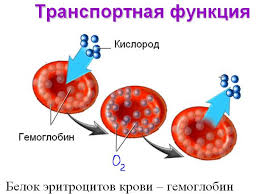 Транспортная функция
Кислород
Гемоглобин
O₂
Белок эритроцитов крови – гемоглобин